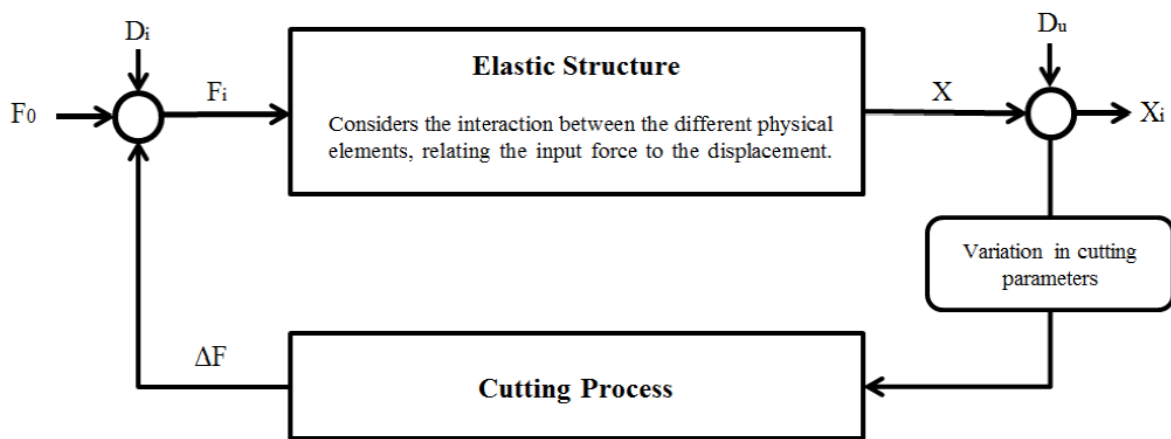 Di
Du
Elastic Structure
F0
Fi
X
Xi
Considers the interaction between the different physical
elements, relating the input force to the displacement.
Variation in cutting
parameters
ΔF
Cutting Process